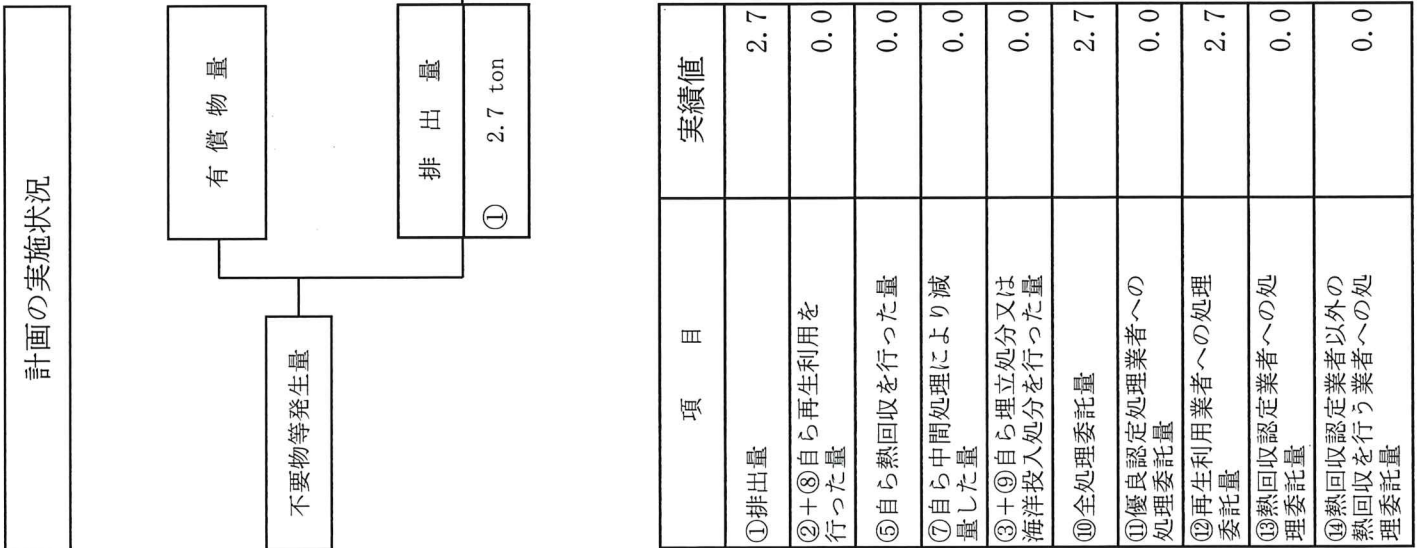 計画の実施状況
不要物等発生量
有償物量
排出量
① 2.7 ton
項目 実績値
①排出量 2.7
②+⑧自ら再生利用を
行った量 0.0
⑤自ら熱回収を行った量 0.0
⑦自ら中間処理により減
量した量 0.0
③+⑨自ら埋立処分又は
海洋投入処分を行った量 0.0
⑩全処理委託量 2.7
⑪優良認定処理業者への
処理委託量 0.0
⑫再生利用業者への処理
委託量 2.7
⑬熱回収認定業者への処
理委託量 0.0
⑭熱回収認定業者以外の
熱回収を行う業者への処
理委託量 0.0